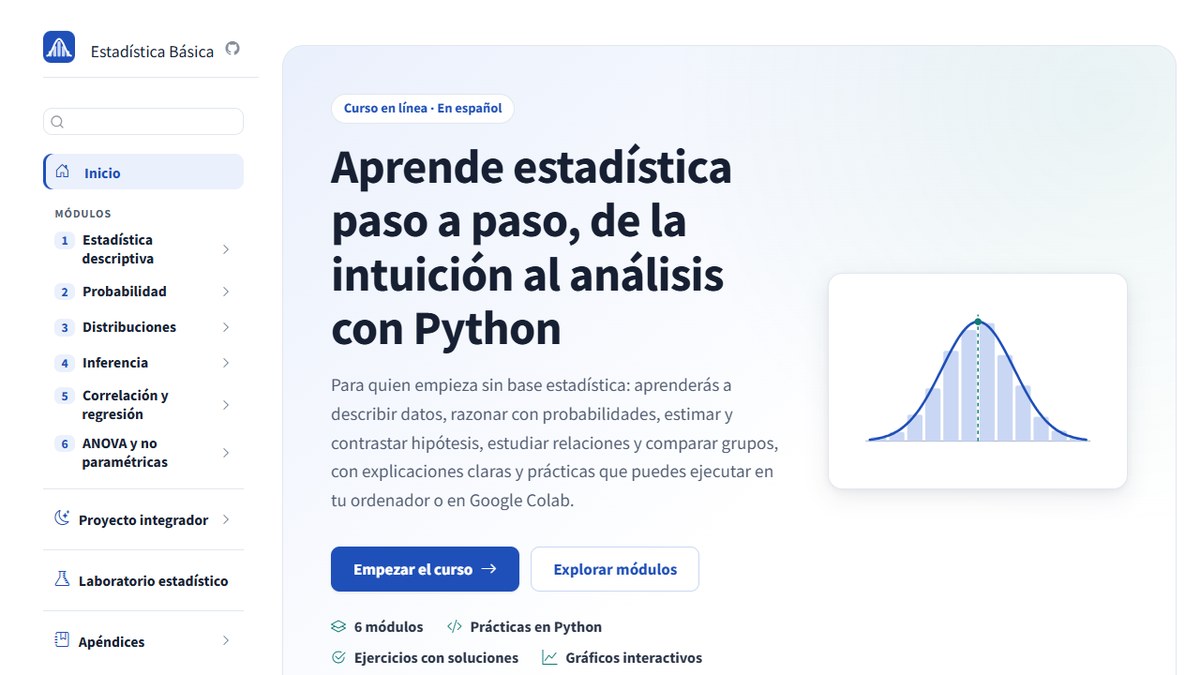 Estadística Básica
Inicio
MÓDULOS
1 Estadística
descriptiva
2 Probabilidad
3 Distribuciones
4 Inferencia
5 Correlación y
regresión
6 ANOVA y no
paramétricas
Proyecto integrador
Laboratorio estadístico
Apéndices
Curso en línea · En español
Aprende estadística
paso a paso, de la
intuición al análisis
con Python
Para quien empieza sin base estadística: aprenderás a
describir datos, razonar con probabilidades, estimar y
contrastar hipótesis, estudiar relaciones y comparar grupos,
con explicaciones claras y prácticas que puedes ejecutar en
tu ordenador o en Google Colab.
Empezar el curso →
Explorar módulos
6 módulos
Prácticas en Python
Ejercicios con soluciones
Gráficos interactivos